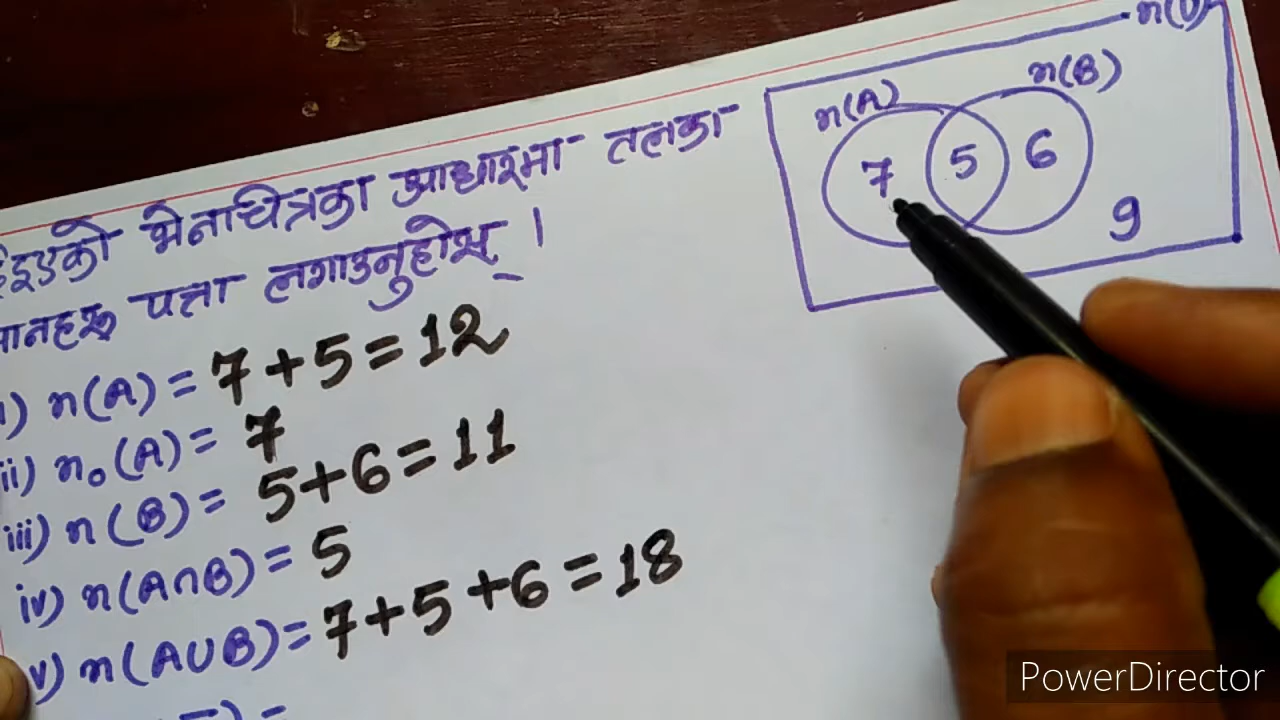 n(U)
n(A) n(B)
7 5 6
9
भेनचित्रका आधारमा तलका
पत्ता लगाउनुहोस् ।
i) n(A) = 7+5=12
ii) n₀(A) = 7
iii) n(B) = 5+6=11
iv) n(A∩B) = 5
v) n(A∪B) = 7+5+6=18
PowerDirector